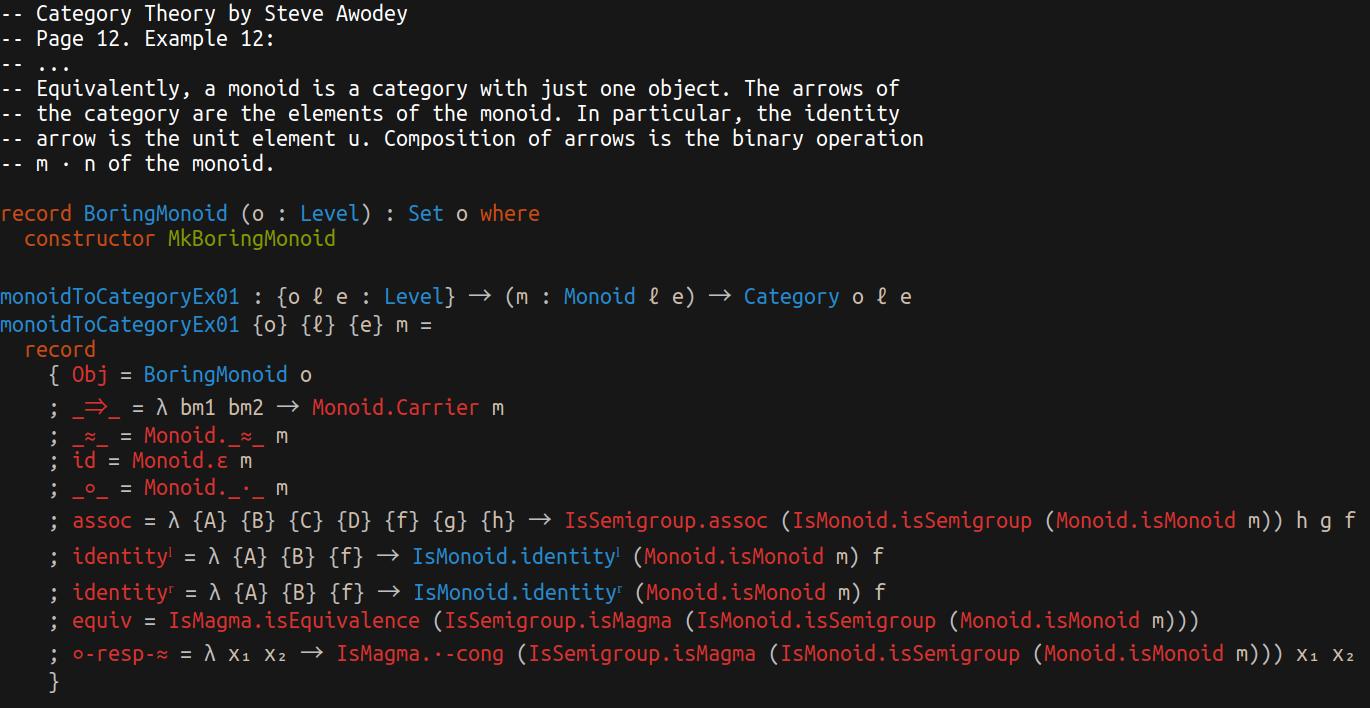 -- Category Theory by Steve Awodey
-- Page 12. Example 12:
-- ...
-- Equivalently, a monoid is a category with just one object. The arrows of
-- the category are the elements of the monoid. In particular, the identity
-- arrow is the unit element u. Composition of arrows is the binary operation
-- m · n of the monoid.
record BoringMonoid (o : Level) : Set o where
  constructor MkBoringMonoid
monoidToCategoryEx01 : {o ℓ e : Level} → (m : Monoid ℓ e) → Category o ℓ e
monoidToCategoryEx01 {o} {ℓ} {e} m =
  record
    { Obj = BoringMonoid o
    ; _⇒_ = λ bm1 bm2 → Monoid.Carrier m
    ; _≈_ = Monoid._≈_ m
    ; id = Monoid.ε m
    ; _∘_ = Monoid._∙_ m
    ; assoc = λ {A} {B} {C} {D} {f} {g} {h} → IsSemigroup.assoc (IsMonoid.isSemigroup (Monoid.isMonoid m)) h g f
    ; identityˡ = λ {A} {B} {f} → IsMonoid.identityˡ (Monoid.isMonoid m) f
    ; identityʳ = λ {A} {B} {f} → IsMonoid.identityʳ (Monoid.isMonoid m) f
    ; equiv = IsMagma.isEquivalence (IsSemigroup.isMagma (IsMonoid.isSemigroup (Monoid.isMonoid m)))
    ; ∘-resp-≈ = λ x₁ x₂ → IsMagma.∙-cong (IsSemigroup.isMagma (IsMonoid.isSemigroup (Monoid.isMonoid m))) x₁ x₂
    }